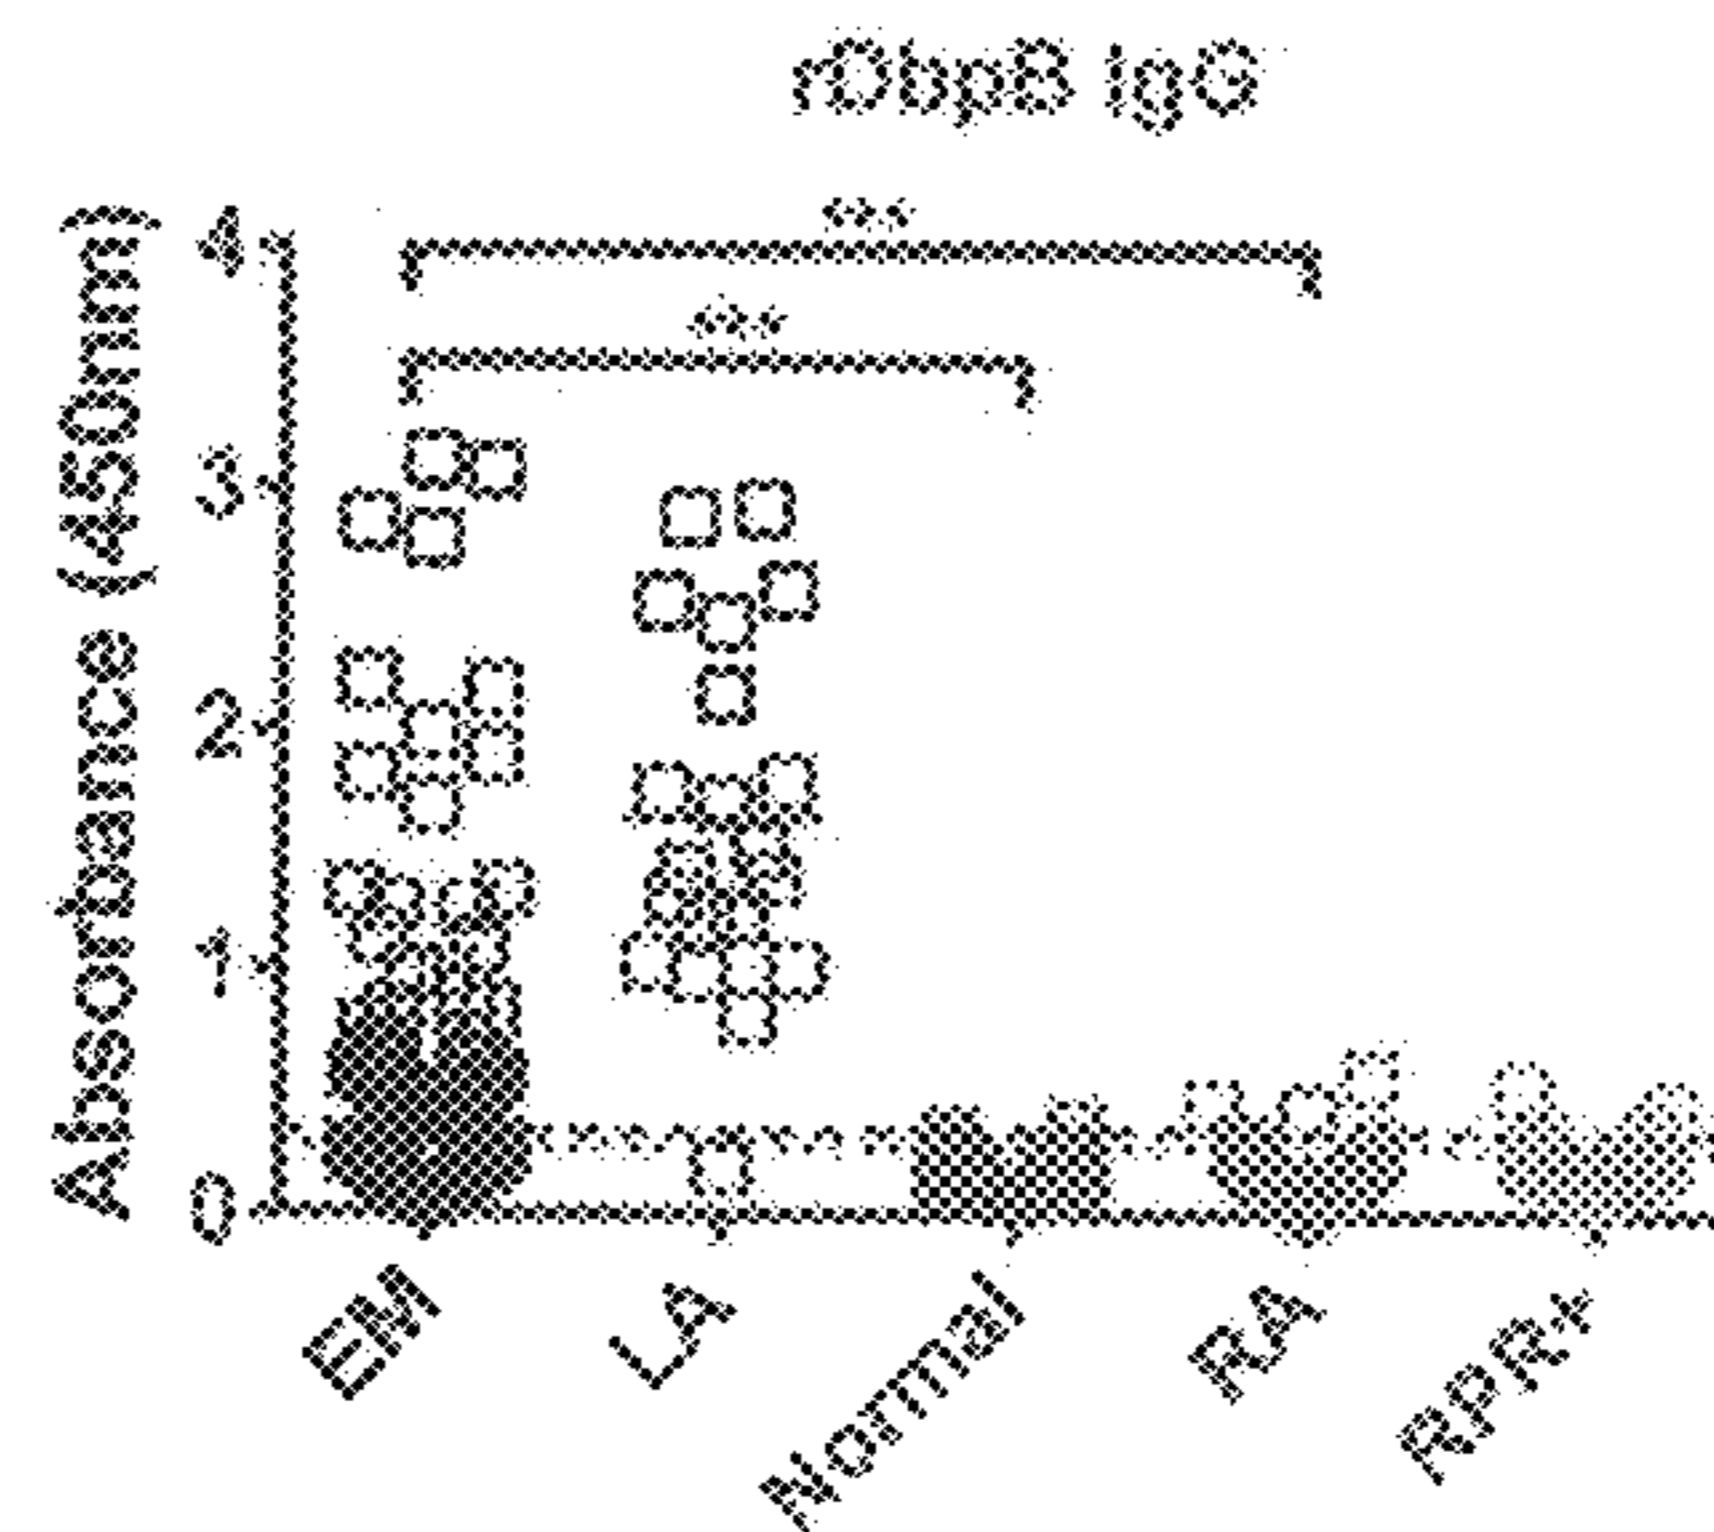 rDbpB IgG
***
***
Absorbance (450nm)
4
3
2
1
0
EM
LA
Normal
RA
RPR+